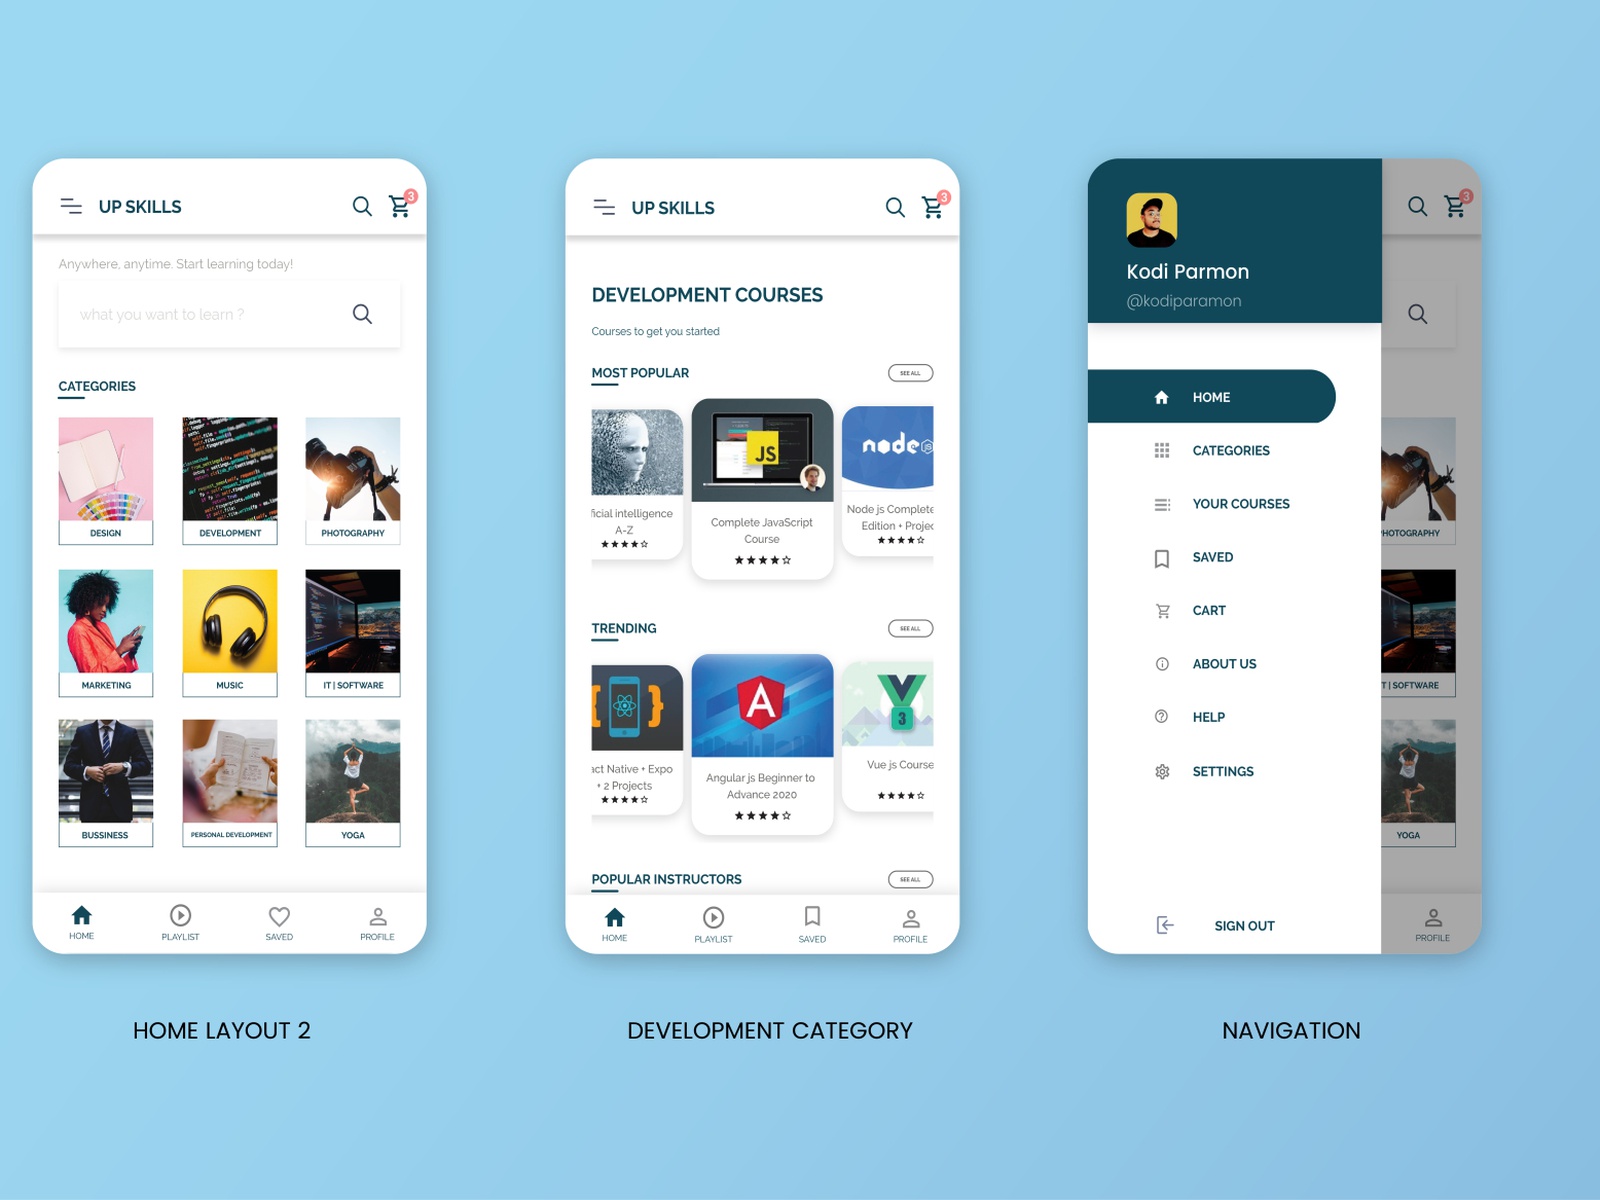 UP SKILLS
3
Anywhere, anytime. Start learning today!
what you want to learn ?
CATEGORIES
DESIGN
DEVELOPMENT
PHOTOGRAPHY
MARKETING
MUSIC
IT | SOFTWARE
BUSSINESS
PERSONAL DEVELOPMENT
YOGA
HOME
PLAYLIST
SAVED
PROFILE
HOME LAYOUT 2
UP SKILLS
3
DEVELOPMENT COURSES
Courses to get you started
MOST POPULAR
SEE ALL
JS
node
JS
ficial intelligence
A-Z
Complete JavaScript
Course
Node js Complete
Edition + Projec
TRENDING
SEE ALL
A
3
act Native + Expo
+ 2 Projects
Angular js Beginner to
Advance 2020
Vue js Course
POPULAR INSTRUCTORS
SEE ALL
HOME
PLAYLIST
SAVED
PROFILE
DEVELOPMENT CATEGORY
3
Kodi Parmon
@kodiparamon
HOME
CATEGORIES
YOUR COURSES
SAVED
CART
ABOUT US
HELP
SETTINGS
SIGN OUT
HOTOGRAPHY
T | SOFTWARE
YOGA
PROFILE
NAVIGATION